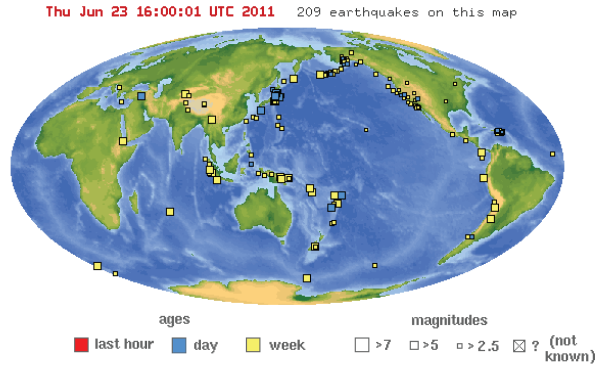 Thu Jun 23 16:00:01 UTC 2011 209 earthquakes on this map
ages
magnitudes
last hour day week >7 >5 >2.5 ? (not
known)